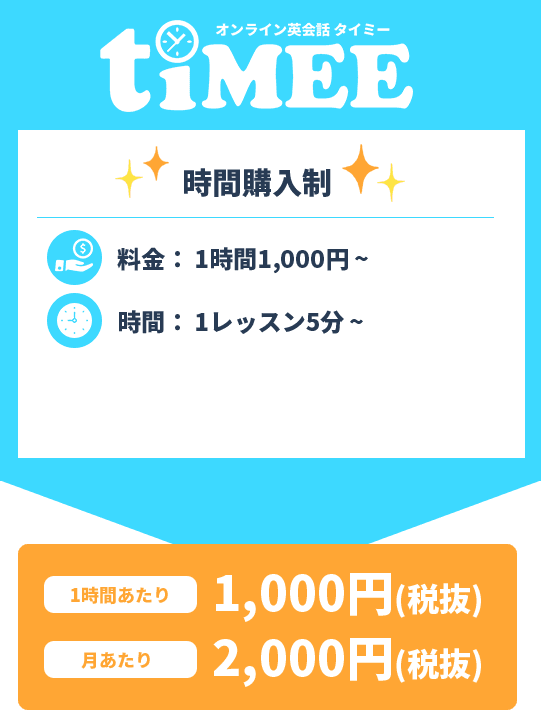 オンライン英会話 タイミー
tiMEE
時間購入制
料金： 1時間1,000円 ~
時間： 1レッスン5分 ~
1時間あたり 1,000円(税抜)
月あたり 2,000円(税抜)